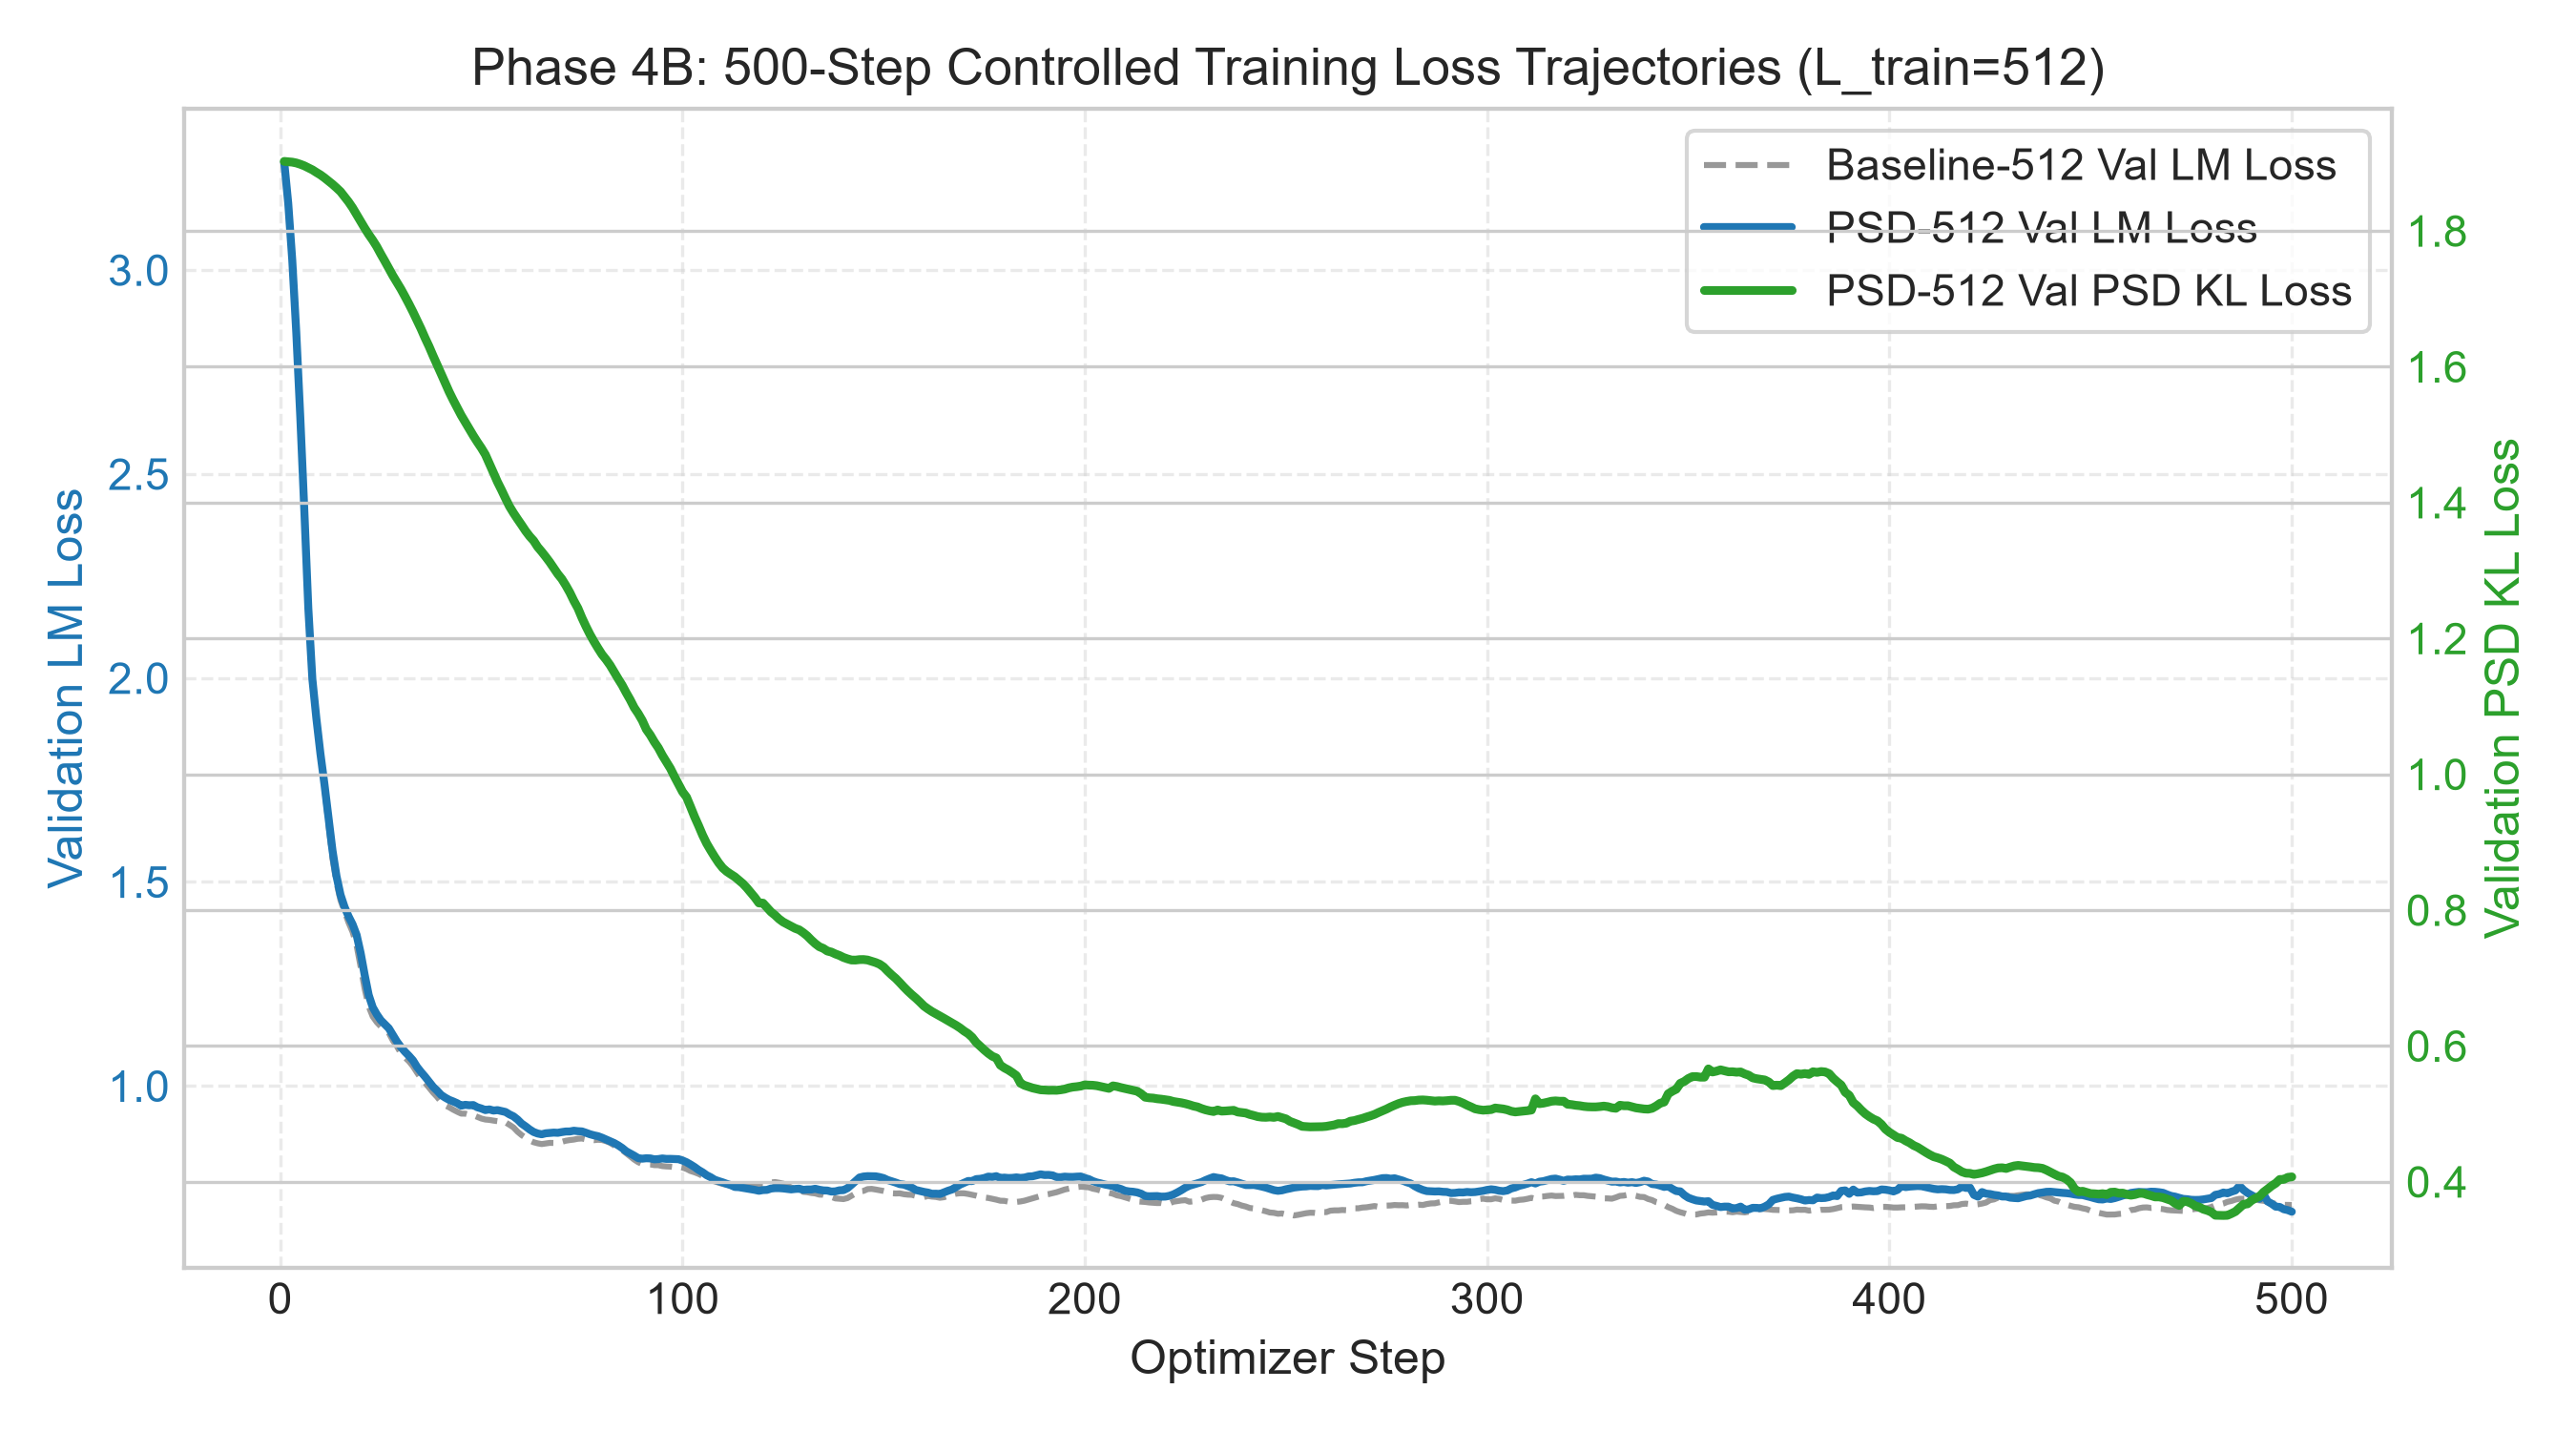 Phase 4B: 500-Step Controlled Training Loss Trajectories (L_train=512)
Baseline-512 Val LM Loss
PSD-512 Val LM Loss
PSD-512 Val PSD KL Loss
Validation LM Loss
3.0
2.5
2.0
1.5
1.0
1.8
1.6
1.4
1.2
1.0
0.8
0.6
0.4
Validation PSD KL Loss
0 100 200 300 400 500
Optimizer Step